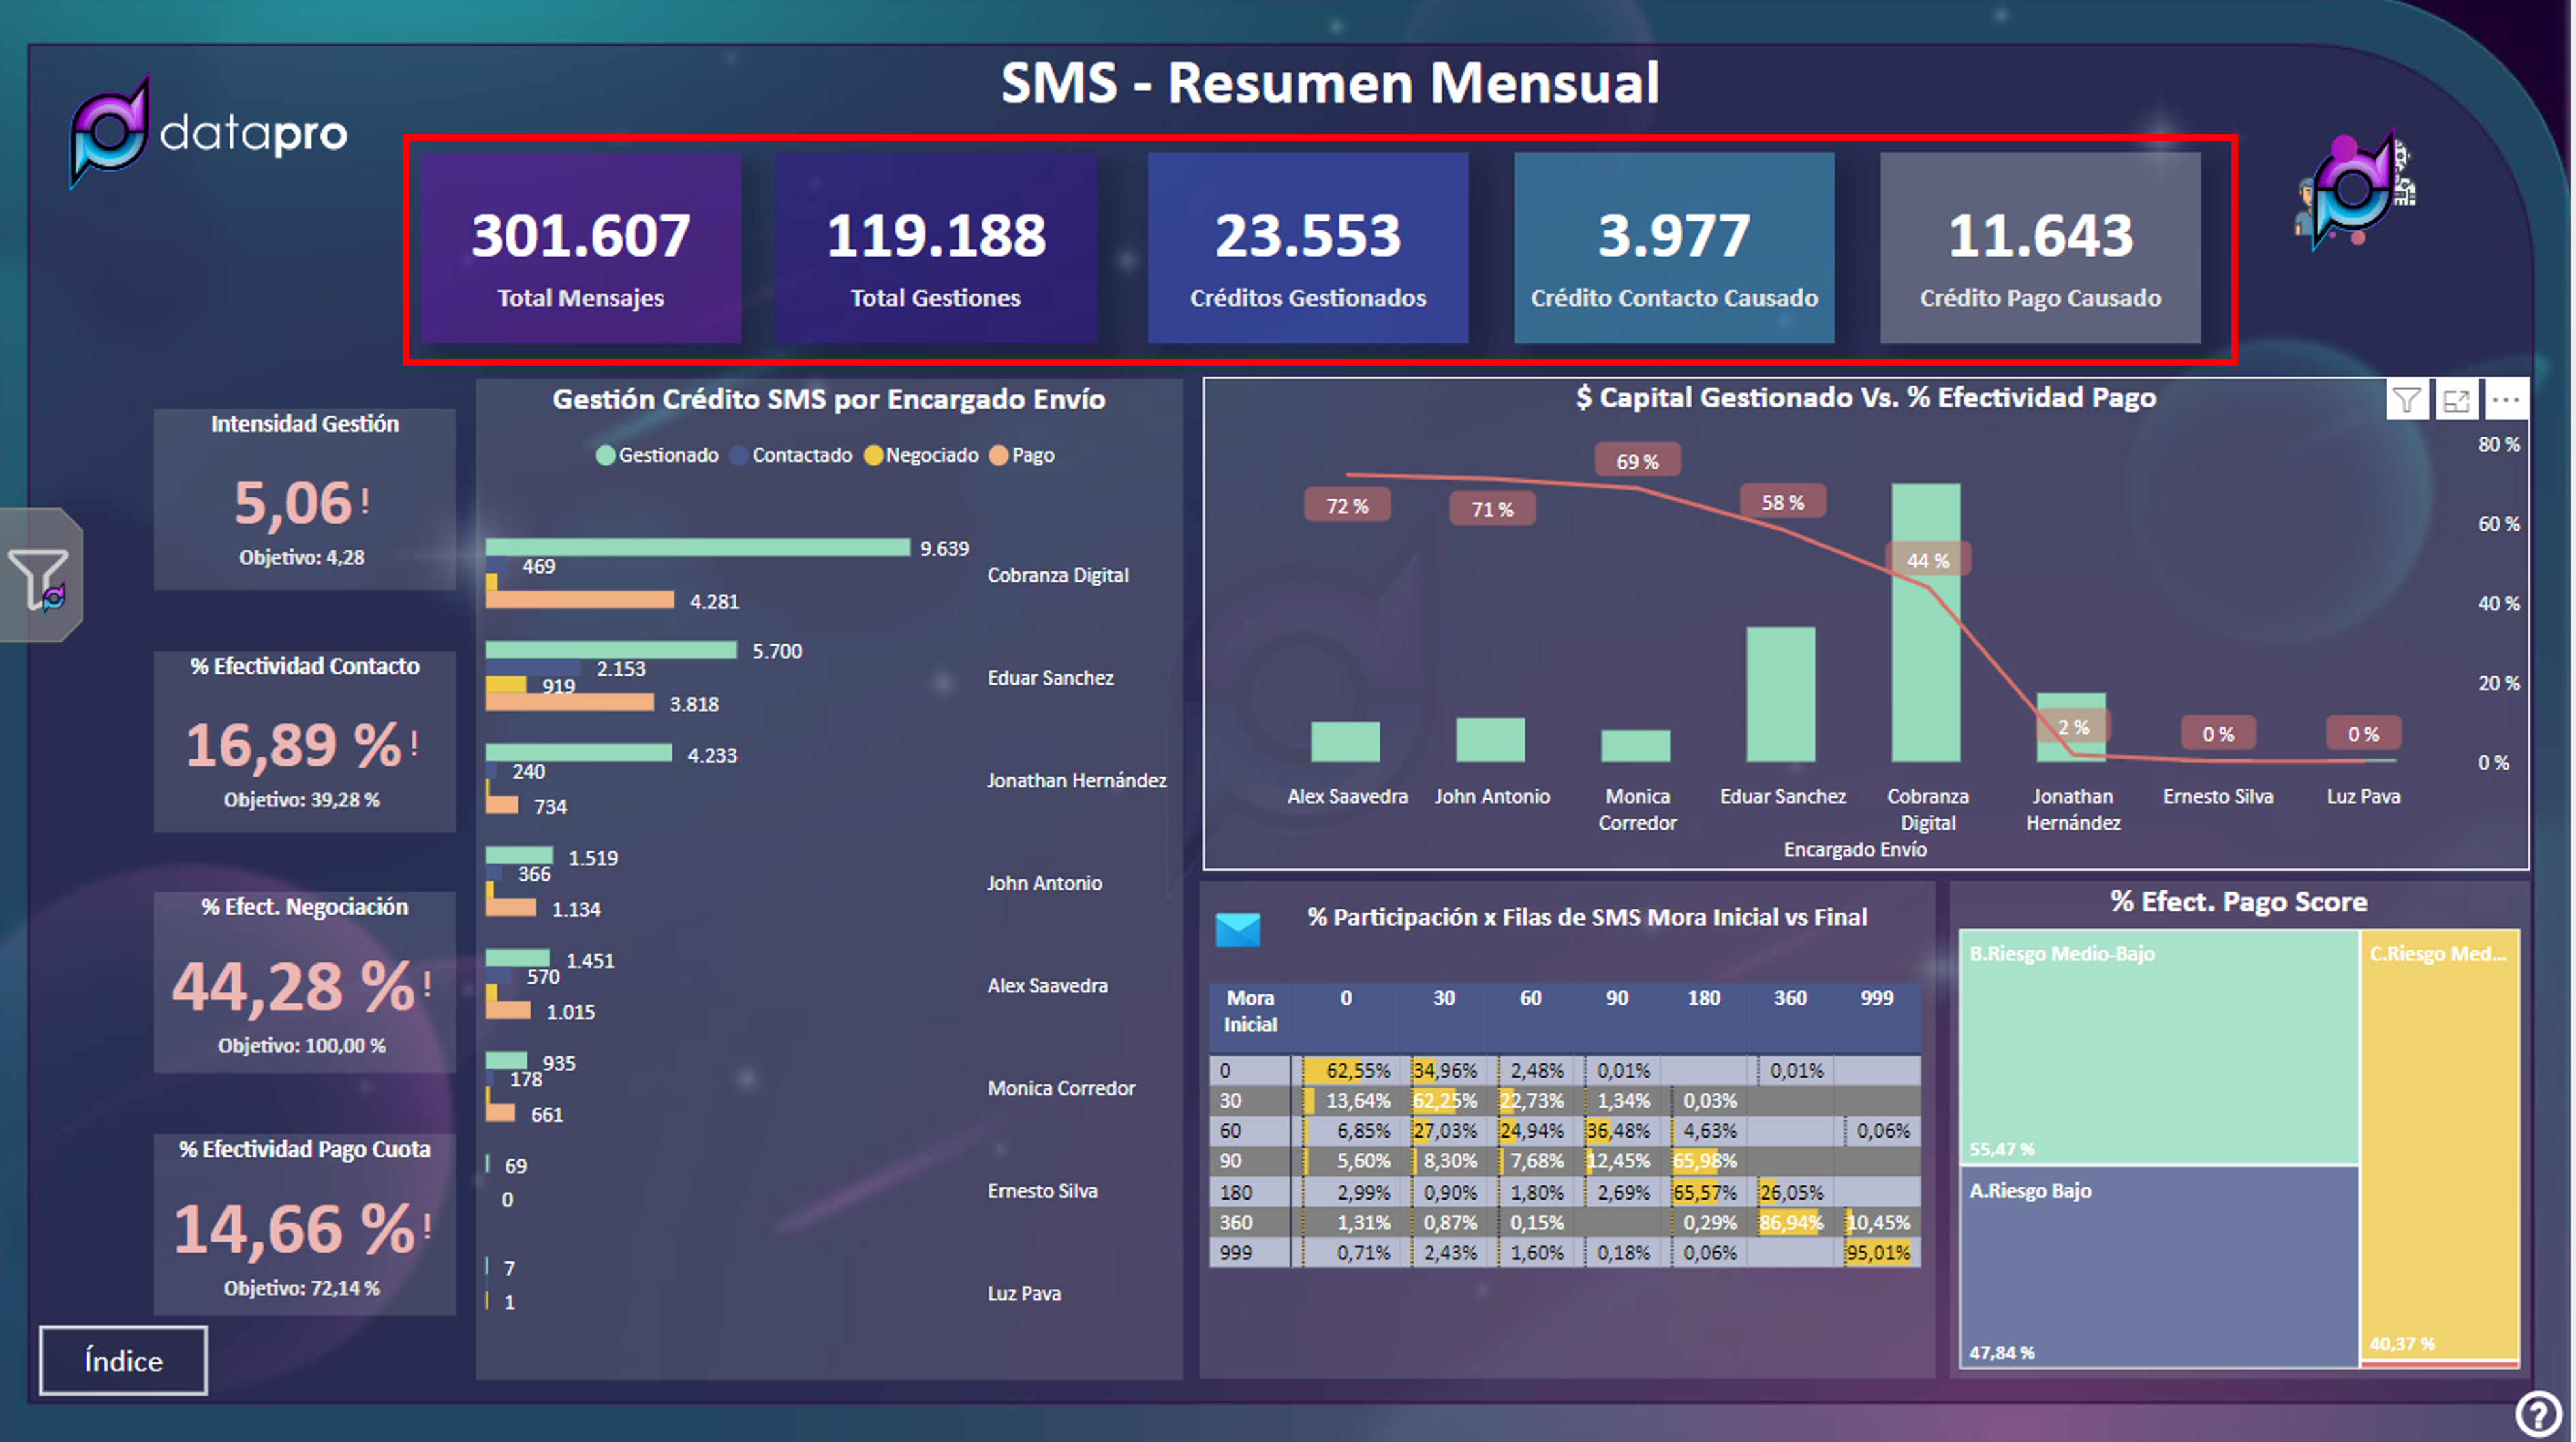 SMS - Resumen Mensual
datapro
301.607
Total Mensajes
119.188
Total Gestiones
23.553
Créditos Gestionados
3.977
Crédito Contacto Causado
11.643
Crédito Pago Causado
Intensidad Gestión
5,06 !
Objetivo: 4,28
% Efectividad Contacto
16,89 % !
Objetivo: 39,28 %
% Efect. Negociación
44,28 % !
Objetivo: 100,00 %
% Efectividad Pago Cuota
14,66 % !
Objetivo: 72,14 %
Índice
Gestión Crédito SMS por Encargado Envío
Gestionado Contactado Negociado Pago
9.639
469
4.281
Cobranza Digital
5.700
2.153
919
3.818
Eduar Sanchez
4.233
240
734
Jonathan Hernández
1.519
366
1.134
John Antonio
1.451
570
1.015
Alex Saavedra
935
178
661
Monica Corredor
69
0
Ernesto Silva
7
1
Luz Pava
$ Capital Gestionado Vs. % Efectividad Pago
80 %
60 %
40 %
20 %
0 %
72 % 71 % 69 % 58 % 44 % 2 % 0 % 0 %
Alex Saavedra John Antonio Monica Corredor Eduar Sanchez Cobranza Digital Jonathan Hernández Ernesto Silva Luz Pava
Encargado Envío
% Participación x Filas de SMS Mora Inicial vs Final
Mora Inicial 0 30 60 90 180 360 999
0 62,55% 34,96% 2,48% 0,01% 0,01%
30 13,64% 62,25% 22,73% 1,34% 0,03%
60 6,85% 27,03% 24,94% 36,48% 4,63% 0,06%
90 5,60% 8,30% 7,68% 12,45% 65,98%
180 2,99% 0,90% 1,80% 2,69% 65,57% 26,05%
360 1,31% 0,87% 0,15% 0,29% 86,94% 10,45%
999 0,71% 2,43% 1,60% 0,18% 0,06% 95,01%
% Efect. Pago Score
B.Riesgo Medio-Bajo
55,47 %
A.Riesgo Bajo
47,84 %
C.Riesgo Med...
40,37 %
?